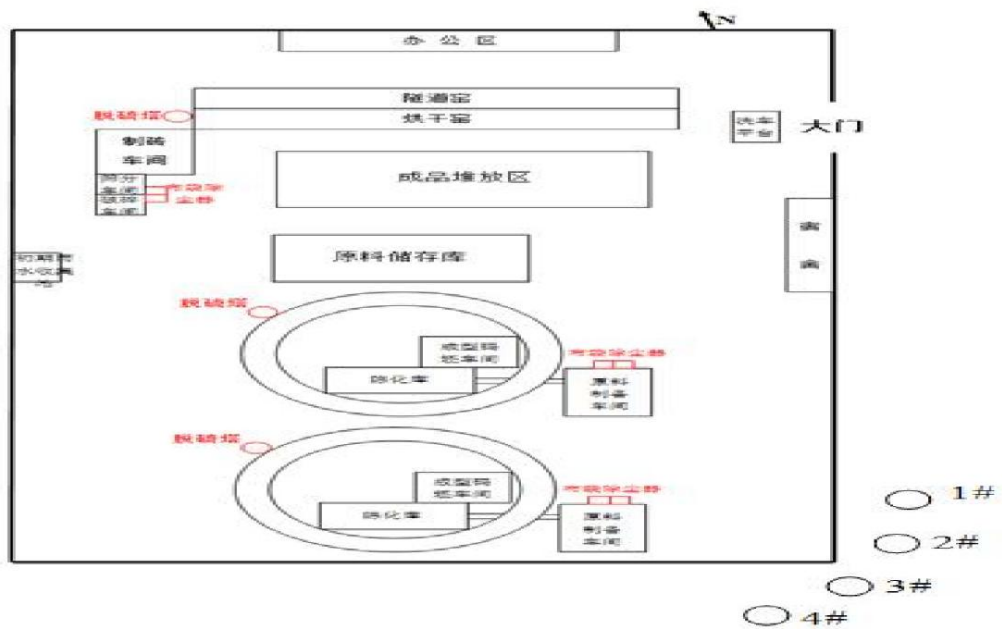 N
办公区
隧道窑
脱硫塔
烘干窑
洗车
平台
大门
制砖
车间
成品堆放区
筛分
车间
布袋除
尘器
破碎
车间
原料储存库
初期雨
水收集
池
脱硫塔
成型码
坯车间
布袋除尘器
陈化库
原料
制备
车间
脱硫塔
成型码
坯车间
布袋除尘器
陈化库
原料
制备
车间
1#
2#
3#
4#